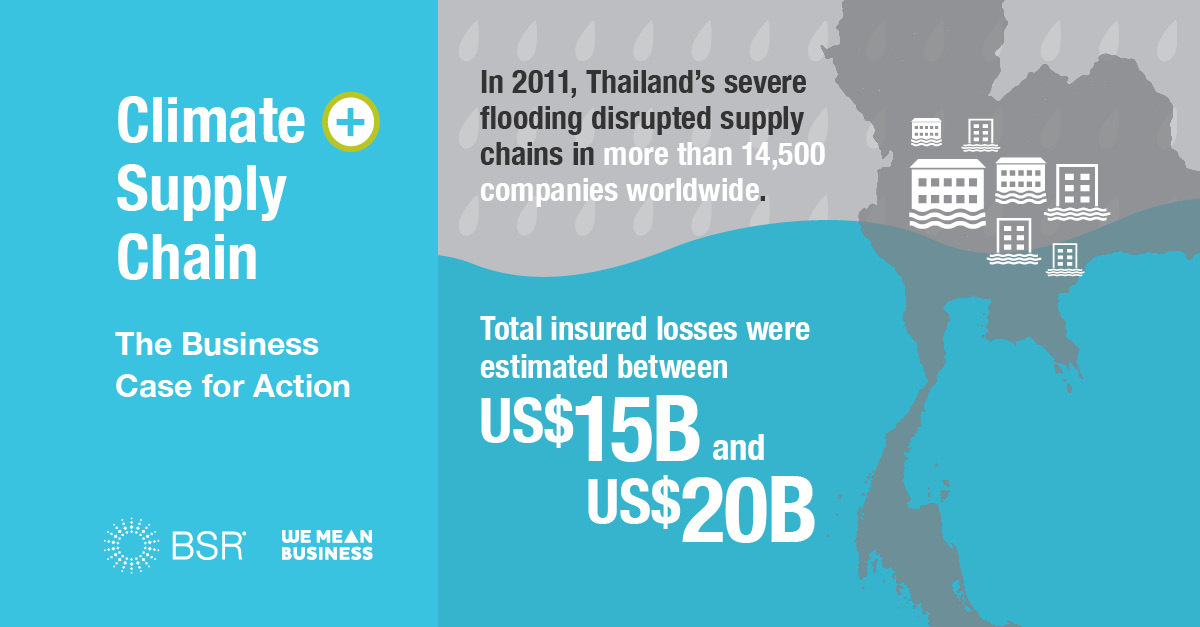 Climate +
Supply
Chain
The Business
Case for Action
BSR®
WE MEAN
BUSINESS
In 2011, Thailand’s severe
flooding disrupted supply
chains in more than 14,500
companies worldwide.
Total insured losses were
estimated between
US$15B and
US$20B